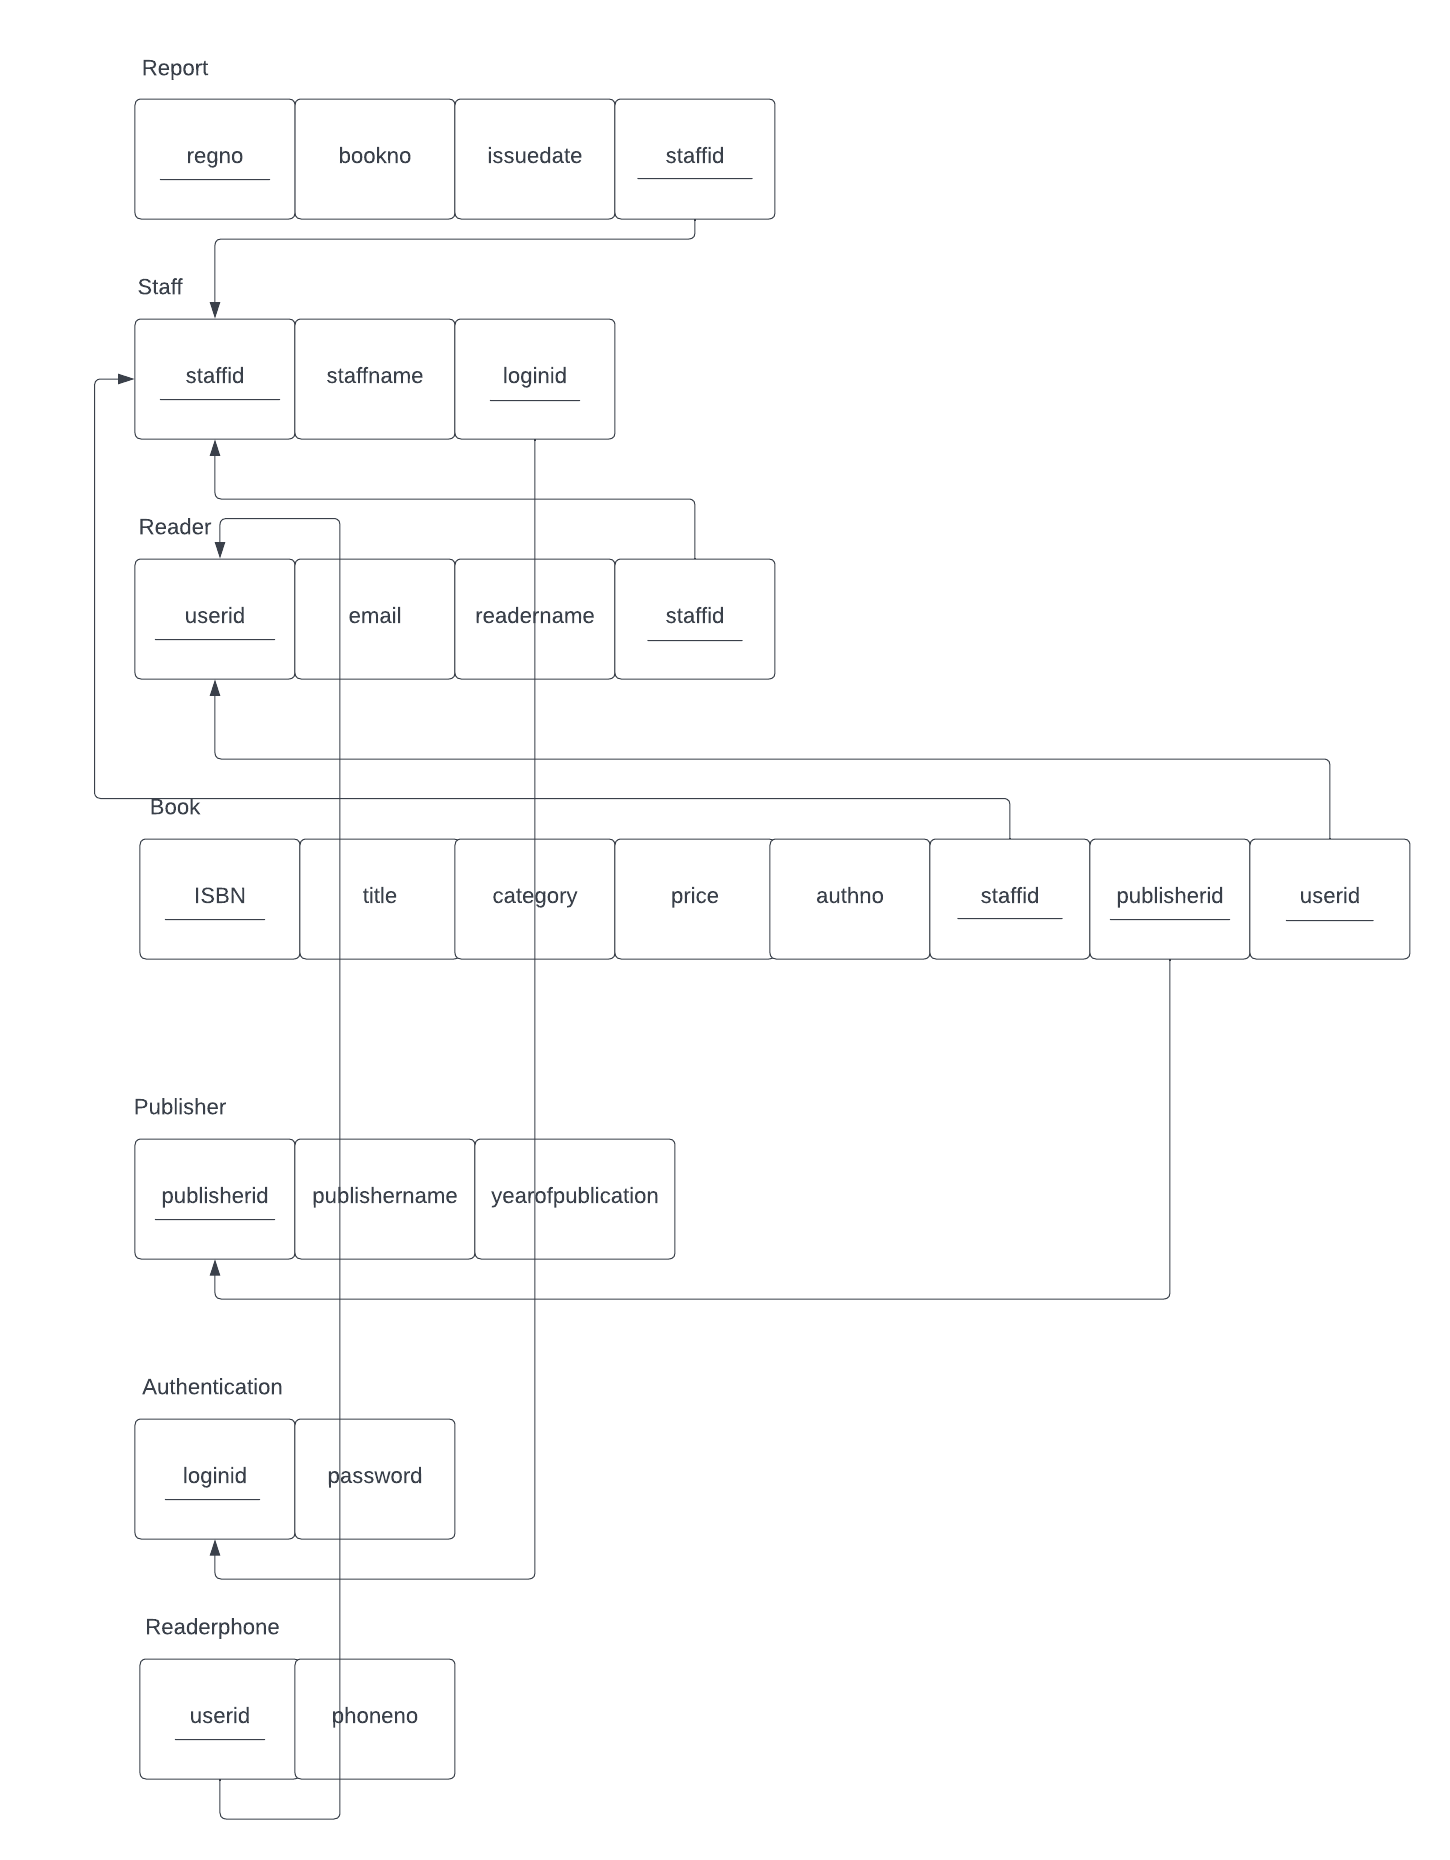 Report
regno bookno issuedate staffid
Staff
staffid staffname loginid
Reader
userid email readername staffid
Book
ISBN title category price authno staffid publisherid userid
Publisher
publisherid publishername yearofpublication
Authentication
loginid password
Readerphone
userid phoneno